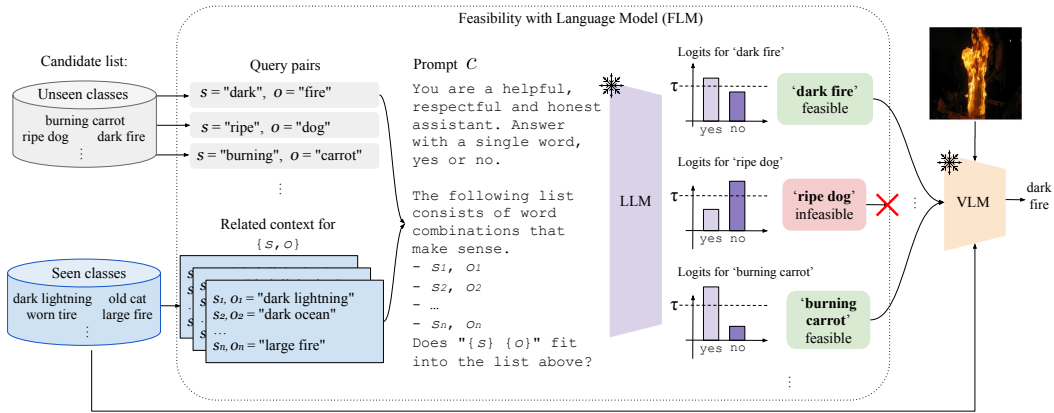 Feasibility with Language Model (FLM)
Candidate list:
Unseen classes
burning carrot
ripe dog dark fire
⋮
Query pairs
s = "dark", o = "fire"
s = "ripe", o = "dog"
s = "burning", o = "carrot"
⋮
Related context for
{s,o}
Seen classes
dark lightning old cat
worn tire large fire
⋮
s₁, o₁ = "dark lightning"
s₂, o₂ = "dark ocean"
...
sₙ, oₙ = "large fire"
Prompt C
You are a helpful,
respectful and honest
assistant. Answer
with a single word,
yes or no.
The following list
consists of word
combinations that
make sense.
- s₁, o₁
- s₂, o₂
- …
- sₙ, oₙ
Does "{s} {o}" fit
into the list above?
LLM
Logits for 'dark fire'
τ
yes no
'dark fire'
feasible
Logits for 'ripe dog'
τ
yes no
'ripe dog'
infeasible
Logits for 'burning carrot'
τ
yes no
'burning
carrot'
feasible
⋮
⋮
VLM
dark
fire